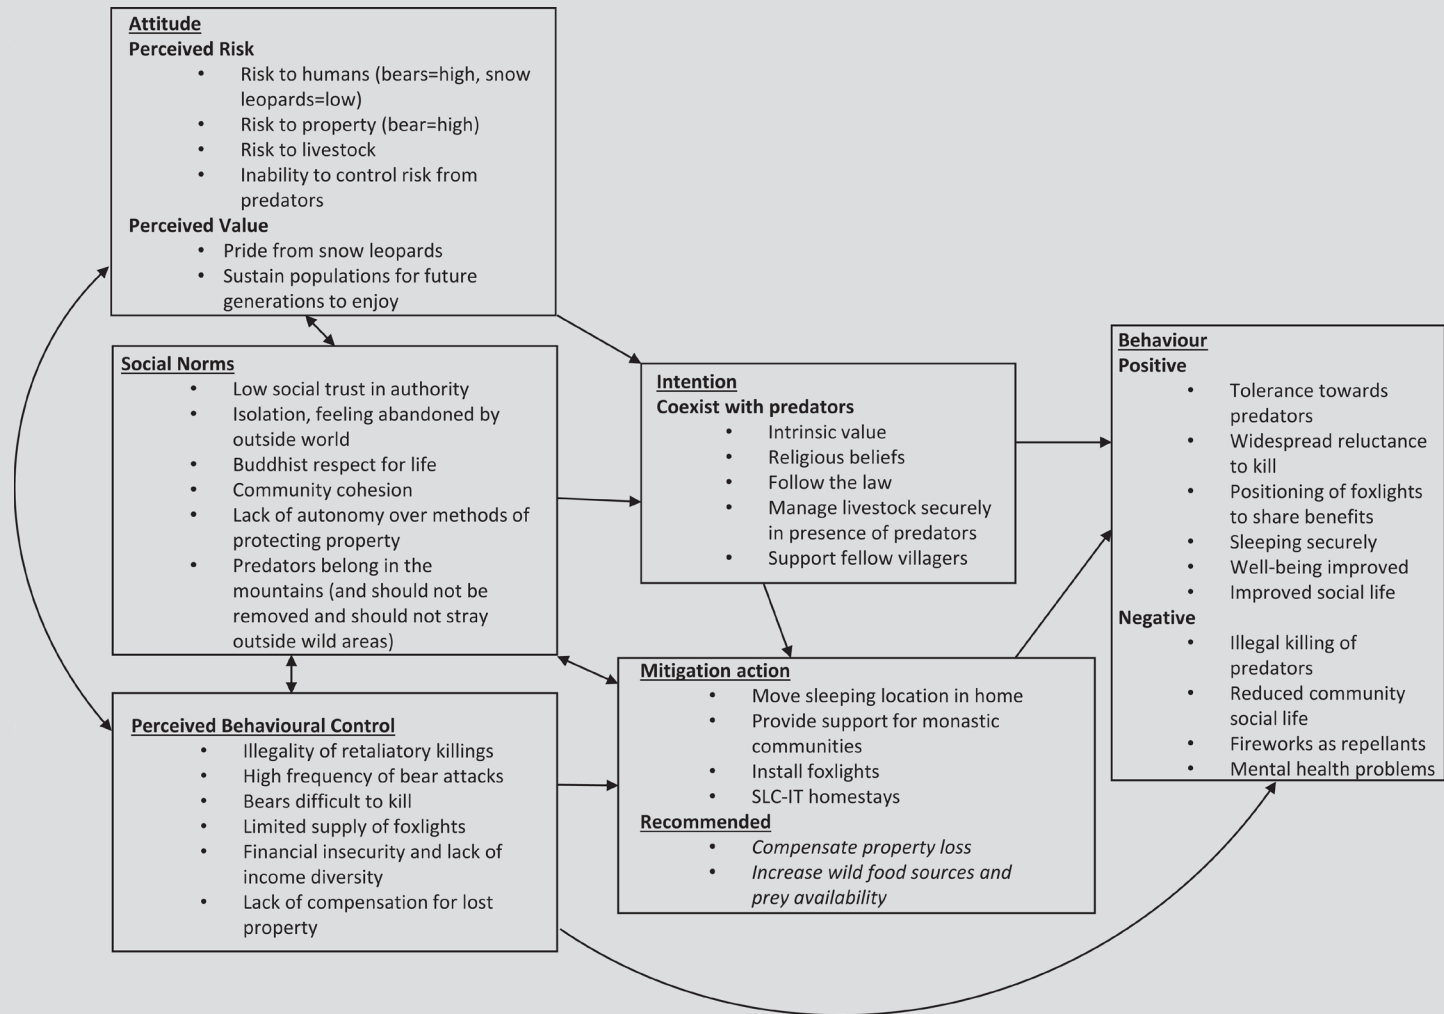 Attitude
Perceived Risk
• Risk to humans (bears=high, snow
leopards=low)
• Risk to property (bear=high)
• Risk to livestock
• Inability to control risk from
predators
Perceived Value
• Pride from snow leopards
• Sustain populations for future
generations to enjoy
Social Norms
• Low social trust in authority
• Isolation, feeling abandoned by
outside world
• Buddhist respect for life
• Community cohesion
• Lack of autonomy over methods of
protecting property
• Predators belong in the
mountains (and should not be
removed and should not stray
outside wild areas)
Perceived Behavioural Control
• Illegality of retaliatory killings
• High frequency of bear attacks
• Bears difficult to kill
• Limited supply of foxlights
• Financial insecurity and lack of
income diversity
• Lack of compensation for lost
property
Intention
Coexist with predators
• Intrinsic value
• Religious beliefs
• Follow the law
• Manage livestock securely
in presence of predators
• Support fellow villagers
Mitigation action
• Move sleeping location in home
• Provide support for monastic
communities
• Install foxlights
• SLC-IT homestays
Recommended
• Compensate property loss
• Increase wild food sources and
prey availability
Behaviour
Positive
• Tolerance towards
predators
• Widespread reluctance
to kill
• Positioning of foxlights
to share benefits
• Sleeping securely
• Well-being improved
• Improved social life
Negative
• Illegal killing of
predators
• Reduced community
social life
• Fireworks as repellants
• Mental health problems